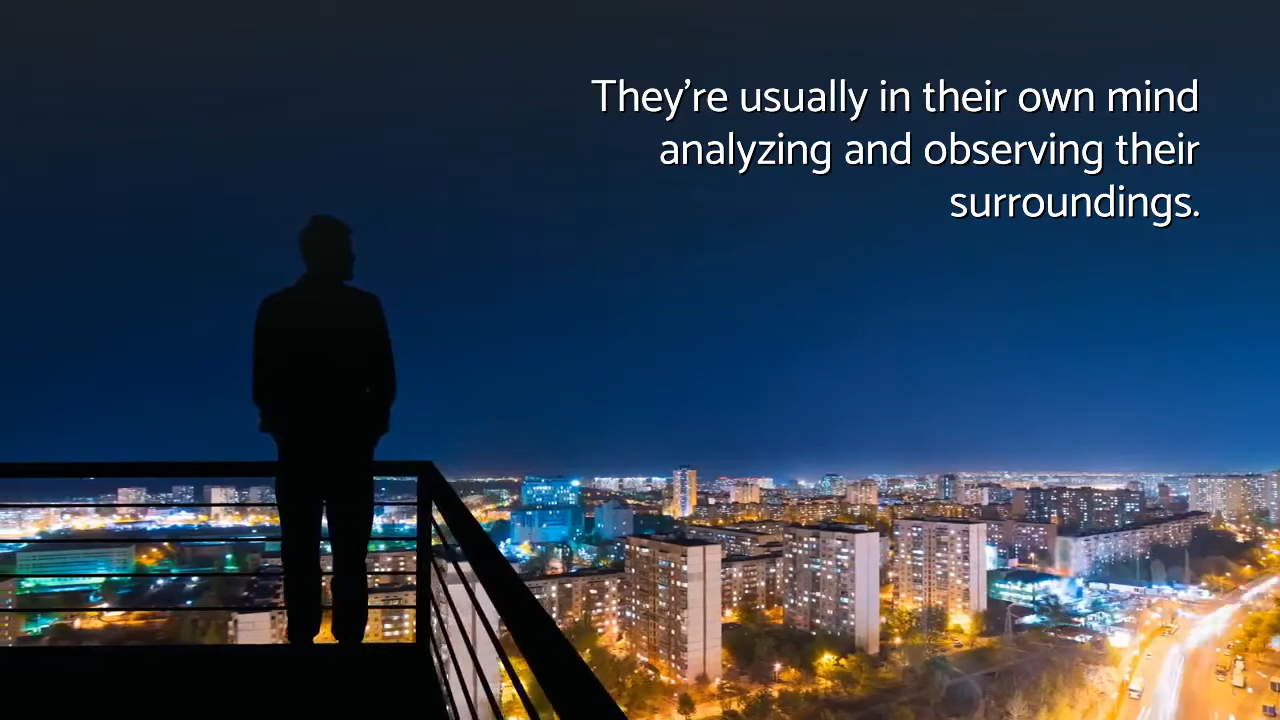 They’re usually in their own mind
analyzing and observing their
surroundings.